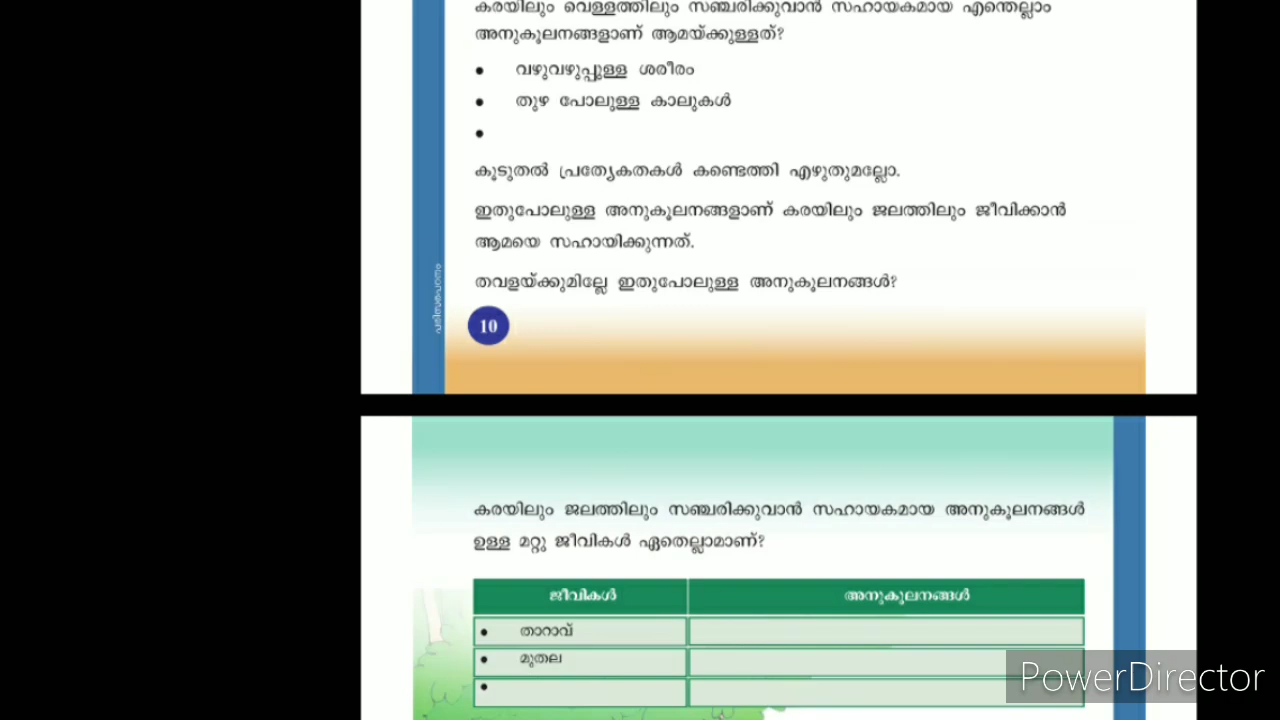 കരയിലും വെള്ളത്തിലും സഞ്ചരിക്കുവാൻ സഹായകമായ എന്തെല്ലാം
അനുകൂലനങ്ങളാണ് ആമയ്ക്കുള്ളത്?
• വഴുവഴുപ്പുള്ള ശരീരം
• തുഴ പോലുള്ള കാലുകൾ
•
കൂടുതൽ പ്രത്യേകതകൾ കണ്ടെത്തി എഴുതുമല്ലോ.
ഇതുപോലുള്ള അനുകൂലനങ്ങളാണ് കരയിലും ജലത്തിലും ജീവിക്കാൻ
ആമയെ സഹായിക്കുന്നത്.
തവളയ്ക്കുമില്ലേ ഇതുപോലുള്ള അനുകൂലനങ്ങൾ?
പരിസരപഠനം
10
കരയിലും ജലത്തിലും സഞ്ചരിക്കുവാൻ സഹായകമായ അനുകൂലനങ്ങൾ
ഉള്ള മറ്റു ജീവികൾ ഏതെല്ലാമാണ്?
ജീവികൾ അനുകൂലനങ്ങൾ
• താറാവ്
• മുതല
•
PowerDirector